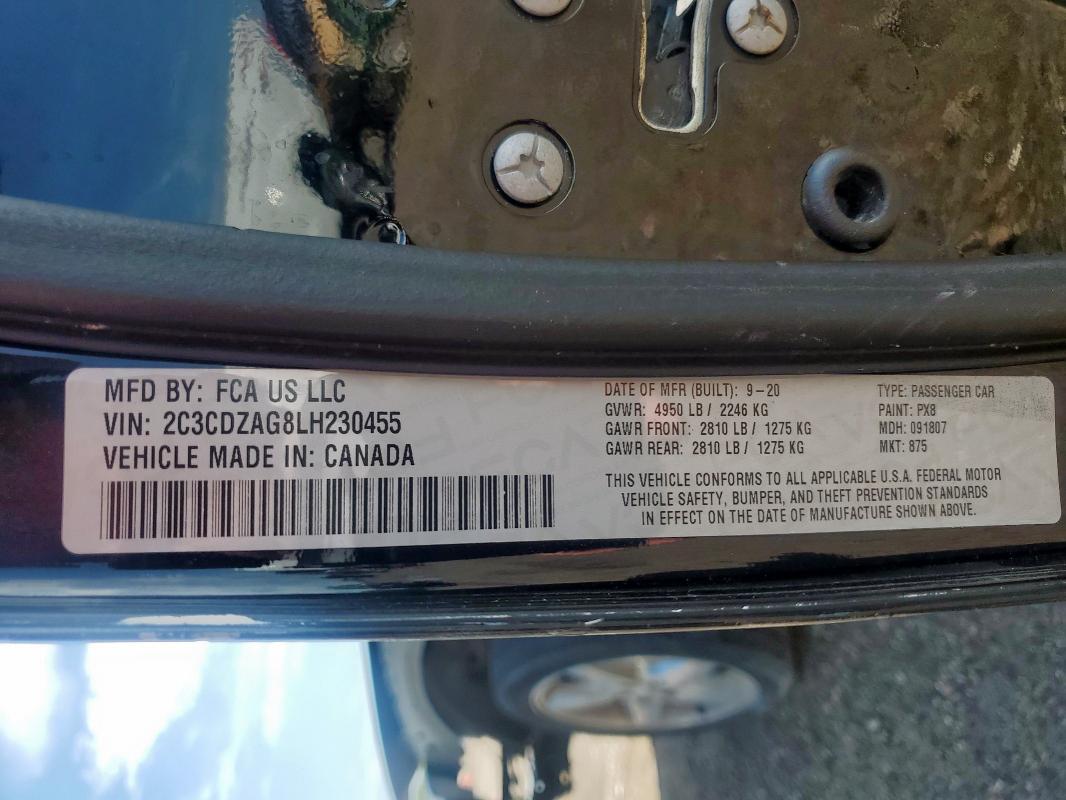 MFD BY: FCA US LLC
VIN: 2C3CDZAG8LH230455
VEHICLE MADE IN: CANADA
DATE OF MFR (BUILT): 9-20
GVWR: 4950 LB / 2246 KG
GAWR FRONT: 2810 LB / 1275 KG
GAWR REAR: 2810 LB / 1275 KG
TYPE: PASSENGER CAR
PAINT: PX8
MDH: 091807
MKT: 875
THIS VEHICLE CONFORMS TO ALL APPLICABLE U.S.A. FEDERAL MOTOR
VEHICLE SAFETY, BUMPER, AND THEFT PREVENTION STANDARDS
IN EFFECT ON THE DATE OF MANUFACTURE SHOWN ABOVE.